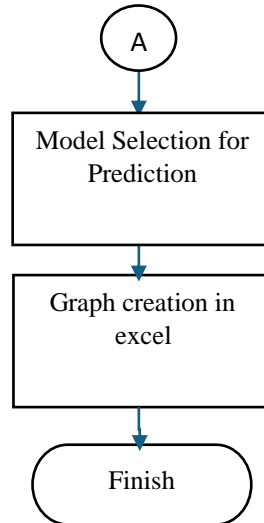 A
Model Selection for
Prediction
Graph creation in
excel
Finish